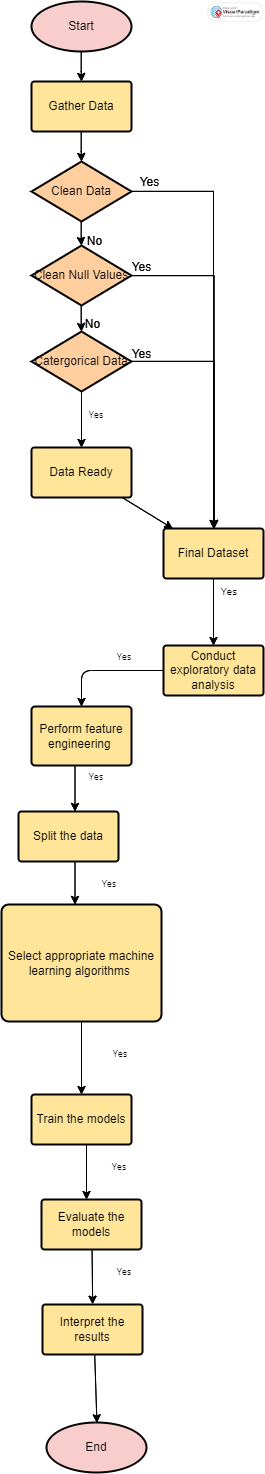 Start
Visual Paradigm
Gather Data
Clean Data
Yes
No
Clean Null Values
Yes
No
Catergorical Data
Yes
Yes
Data Ready
Final Dataset
Yes
Conduct
exploratory data
analysis
Yes
Perform feature
engineering
Yes
Split the data
Yes
Select appropriate machine
learning algorithms
Yes
Train the models
Yes
Evaluate the
models
Yes
Interpret the
results
End